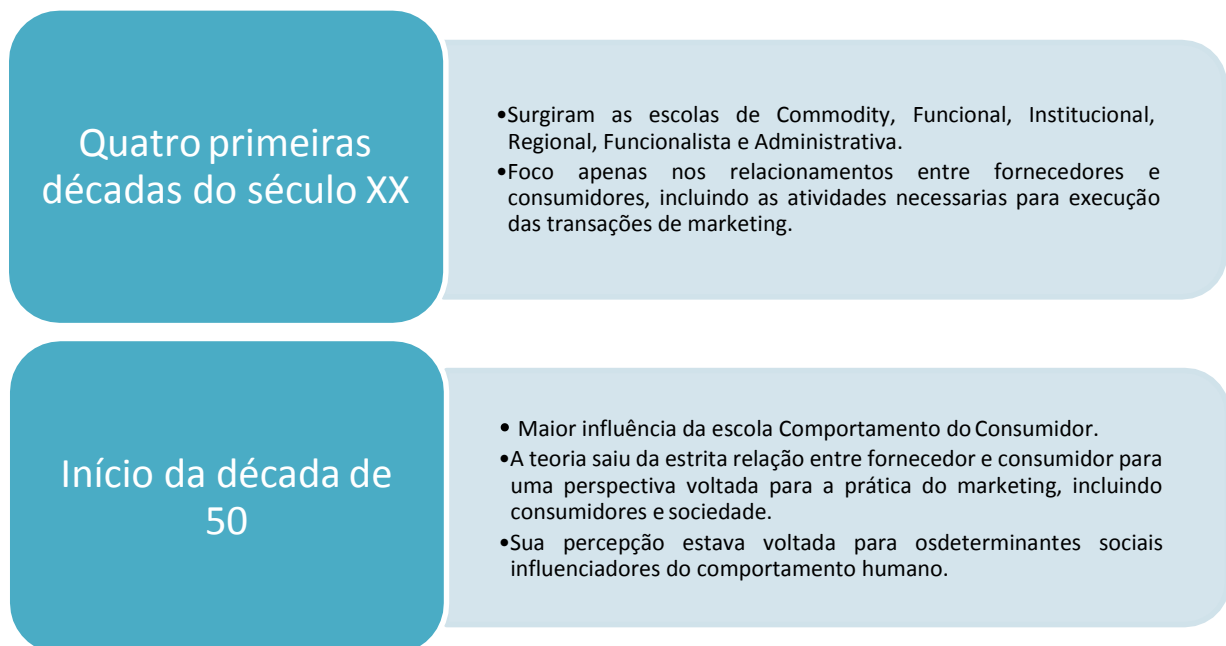 Quatro primeiras
décadas do século XX
•Surgiram as escolas de Commodity, Funcional, Institucional,
Regional, Funcionalista e Administrativa.
•Foco apenas nos relacionamentos entre fornecedores e
consumidores, incluindo as atividades necessarias para execução
das transações de marketing.
Início da década de
50
• Maior influência da escola Comportamento do Consumidor.
•A teoria saiu da estrita relação entre fornecedor e consumidor para
uma perspectiva voltada para a prática do marketing, incluindo
consumidores e sociedade.
•Sua percepção estava voltada para osdeterminantes sociais
influenciadores do comportamento humano.